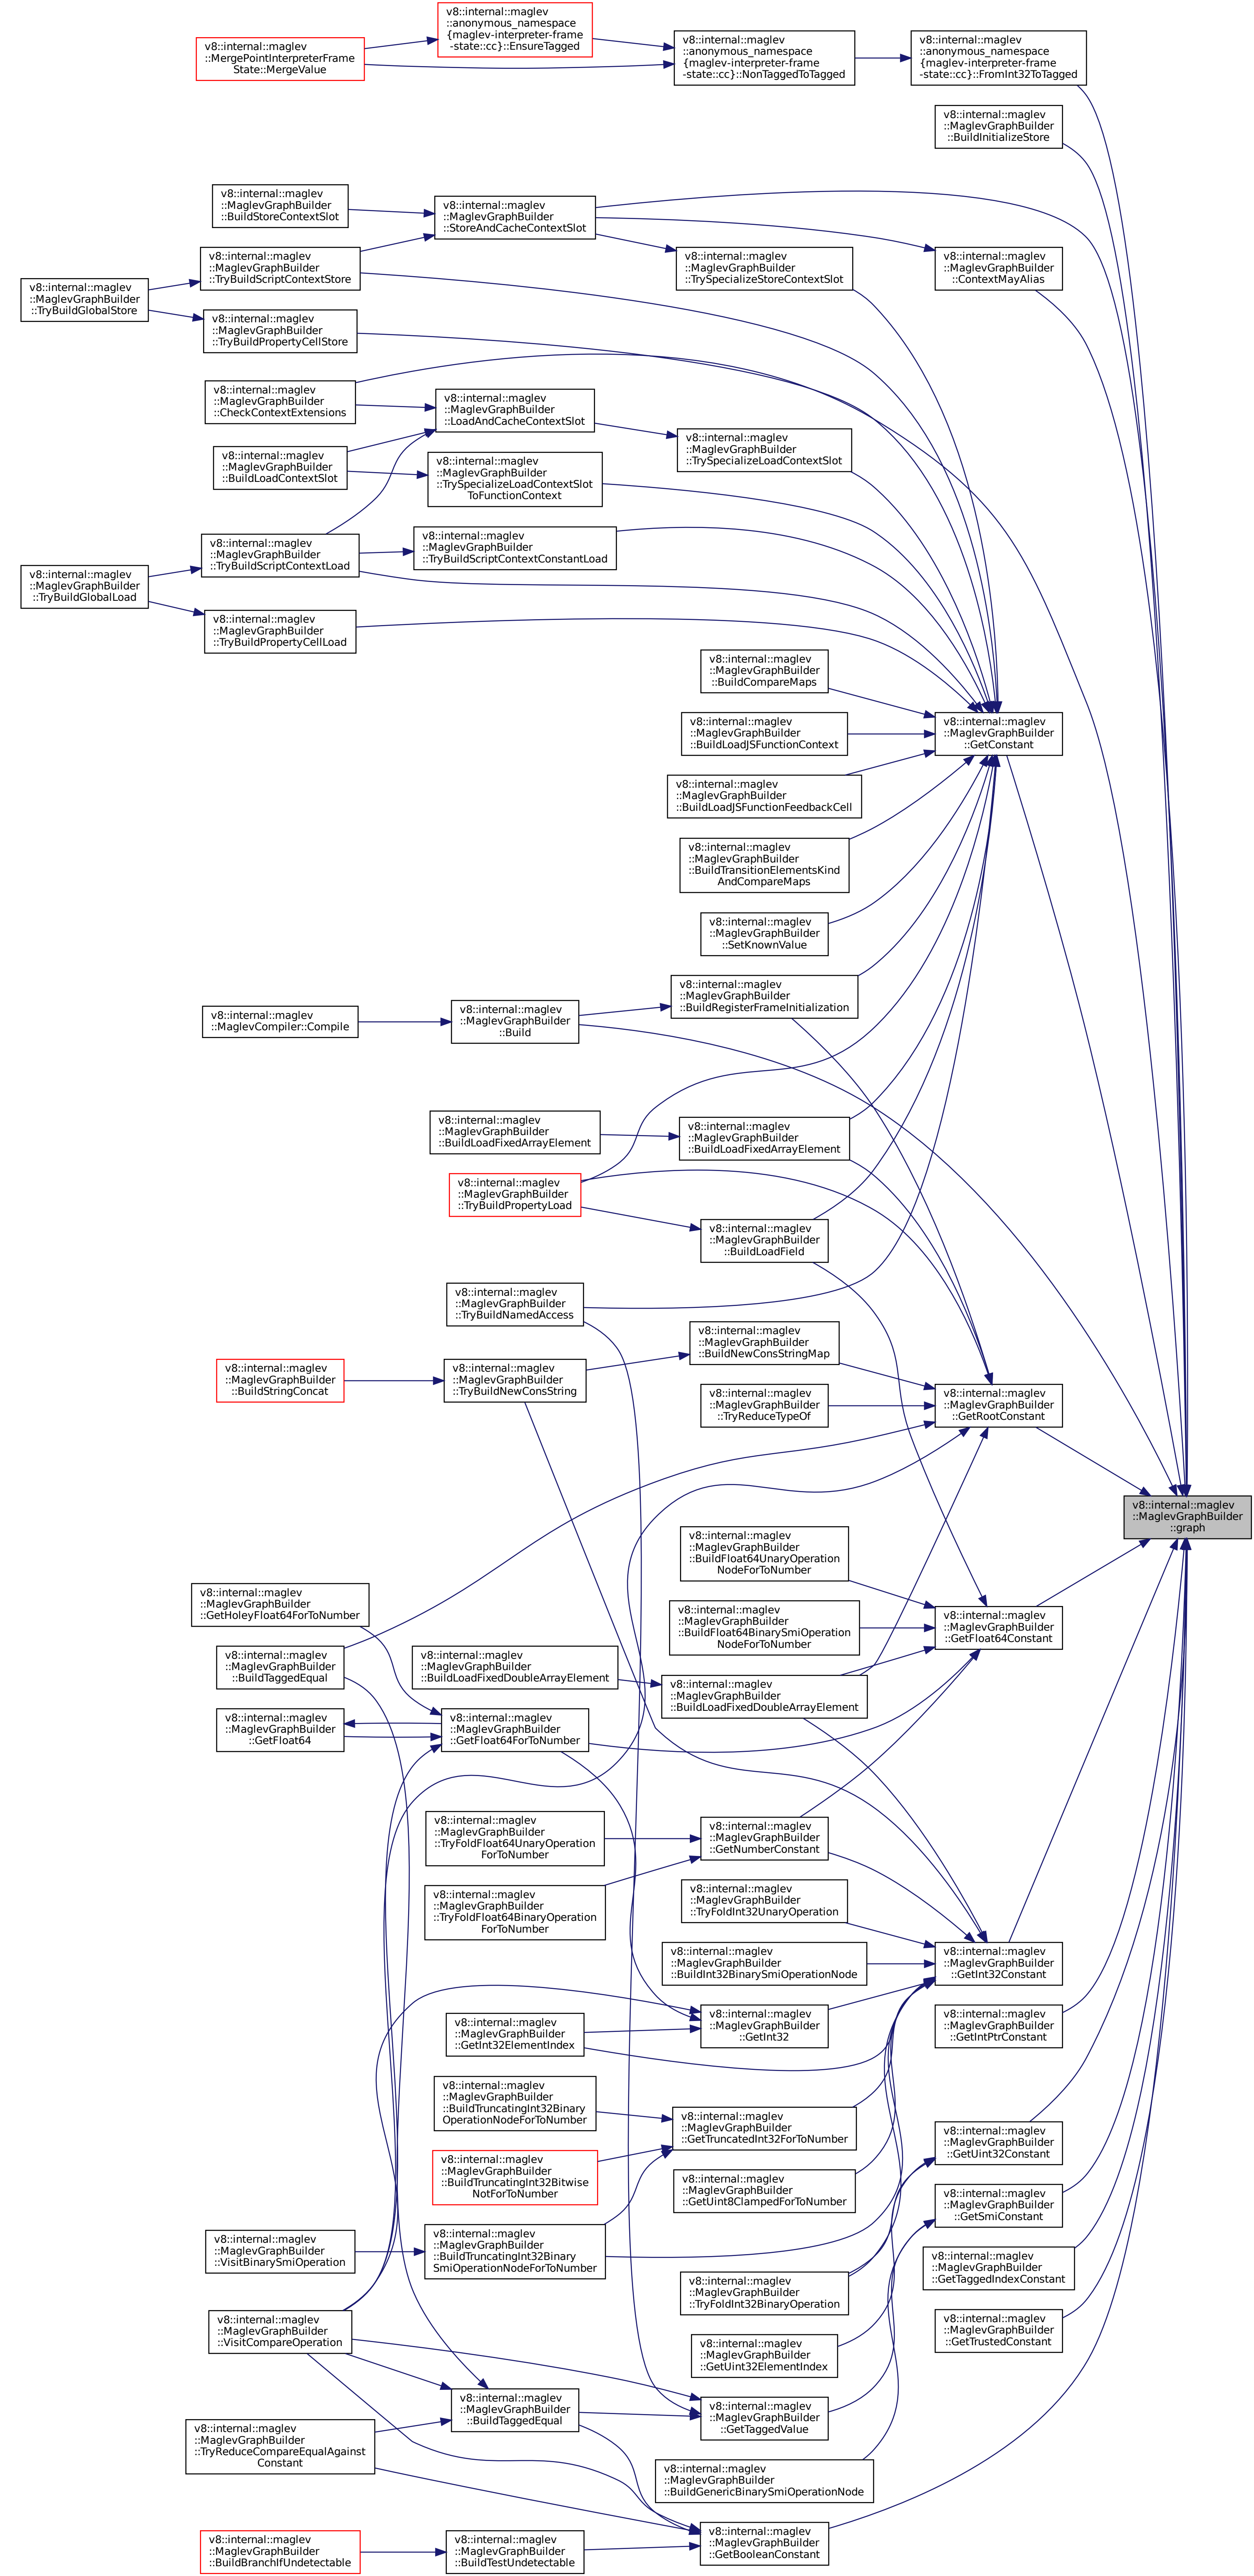 v8::internal::maglev
::anonymous_namespace
{maglev-interpreter-frame
-state::cc}::EnsureTagged
v8::internal::maglev
::MergePointInterpreterFrame
State::MergeValue
v8::internal::maglev
::anonymous_namespace
{maglev-interpreter-frame
-state::cc}::NonTaggedToTagged
v8::internal::maglev
::anonymous_namespace
{maglev-interpreter-frame
-state::cc}::FromInt32ToTagged
v8::internal::maglev
::MaglevGraphBuilder
::BuildInitializeStore
v8::internal::maglev
::MaglevGraphBuilder
::BuildStoreContextSlot
v8::internal::maglev
::MaglevGraphBuilder
::StoreAndCacheContextSlot
v8::internal::maglev
::MaglevGraphBuilder
::TryBuildScriptContextStore
v8::internal::maglev
::MaglevGraphBuilder
::TrySpecializeStoreContextSlot
v8::internal::maglev
::MaglevGraphBuilder
::ContextMayAlias
v8::internal::maglev
::MaglevGraphBuilder
::TryBuildGlobalStore
v8::internal::maglev
::MaglevGraphBuilder
::TryBuildPropertyCellStore
v8::internal::maglev
::MaglevGraphBuilder
::CheckContextExtensions
v8::internal::maglev
::MaglevGraphBuilder
::LoadAndCacheContextSlot
v8::internal::maglev
::MaglevGraphBuilder
::TrySpecializeLoadContextSlot
v8::internal::maglev
::MaglevGraphBuilder
::BuildLoadContextSlot
v8::internal::maglev
::MaglevGraphBuilder
::TrySpecializeLoadContextSlot
ToFunctionContext
v8::internal::maglev
::MaglevGraphBuilder
::TryBuildScriptContextLoad
v8::internal::maglev
::MaglevGraphBuilder
::TryBuildScriptContextConstantLoad
v8::internal::maglev
::MaglevGraphBuilder
::TryBuildGlobalLoad
v8::internal::maglev
::MaglevGraphBuilder
::TryBuildPropertyCellLoad
v8::internal::maglev
::MaglevGraphBuilder
::BuildCompareMaps
v8::internal::maglev
::MaglevGraphBuilder
::BuildLoadJSFunctionContext
v8::internal::maglev
::MaglevGraphBuilder
::GetConstant
v8::internal::maglev
::MaglevGraphBuilder
::BuildLoadJSFunctionFeedbackCell
v8::internal::maglev
::MaglevGraphBuilder
::BuildTransitionElementsKind
AndCompareMaps
v8::internal::maglev
::MaglevGraphBuilder
::SetKnownValue
v8::internal::maglev
::MaglevGraphBuilder
::BuildRegisterFrameInitialization
v8::internal::maglev
::MaglevCompiler::Compile
v8::internal::maglev
::MaglevGraphBuilder
::Build
v8::internal::maglev
::MaglevGraphBuilder
::BuildLoadFixedArrayElement
v8::internal::maglev
::MaglevGraphBuilder
::BuildLoadFixedArrayElement
v8::internal::maglev
::MaglevGraphBuilder
::TryBuildPropertyLoad
v8::internal::maglev
::MaglevGraphBuilder
::BuildLoadField
v8::internal::maglev
::MaglevGraphBuilder
::TryBuildNamedAccess
v8::internal::maglev
::MaglevGraphBuilder
::BuildNewConsStringMap
v8::internal::maglev
::MaglevGraphBuilder
::BuildStringConcat
v8::internal::maglev
::MaglevGraphBuilder
::TryBuildNewConsString
v8::internal::maglev
::MaglevGraphBuilder
::TryReduceTypeOf
v8::internal::maglev
::MaglevGraphBuilder
::GetRootConstant
v8::internal::maglev
::MaglevGraphBuilder
::graph
v8::internal::maglev
::MaglevGraphBuilder
::BuildFloat64UnaryOperation
NodeForToNumber
v8::internal::maglev
::MaglevGraphBuilder
::GetHoleyFloat64ForToNumber
v8::internal::maglev
::MaglevGraphBuilder
::BuildFloat64BinarySmiOperation
NodeForToNumber
v8::internal::maglev
::MaglevGraphBuilder
::GetFloat64Constant
v8::internal::maglev
::MaglevGraphBuilder
::BuildTaggedEqual
v8::internal::maglev
::MaglevGraphBuilder
::BuildLoadFixedDoubleArrayElement
v8::internal::maglev
::MaglevGraphBuilder
::BuildLoadFixedDoubleArrayElement
v8::internal::maglev
::MaglevGraphBuilder
::GetFloat64
v8::internal::maglev
::MaglevGraphBuilder
::GetFloat64ForToNumber
v8::internal::maglev
::MaglevGraphBuilder
::TryFoldFloat64UnaryOperation
ForToNumber
v8::internal::maglev
::MaglevGraphBuilder
::GetNumberConstant
v8::internal::maglev
::MaglevGraphBuilder
::TryFoldFloat64BinaryOperation
ForToNumber
v8::internal::maglev
::MaglevGraphBuilder
::TryFoldInt32UnaryOperation
v8::internal::maglev
::MaglevGraphBuilder
::BuildInt32BinarySmiOperationNode
v8::internal::maglev
::MaglevGraphBuilder
::GetInt32Constant
v8::internal::maglev
::MaglevGraphBuilder
::GetInt32
v8::internal::maglev
::MaglevGraphBuilder
::GetIntPtrConstant
v8::internal::maglev
::MaglevGraphBuilder
::GetInt32ElementIndex
v8::internal::maglev
::MaglevGraphBuilder
::BuildTruncatingInt32Binary
OperationNodeForToNumber
v8::internal::maglev
::MaglevGraphBuilder
::GetTruncatedInt32ForToNumber
v8::internal::maglev
::MaglevGraphBuilder
::GetUint32Constant
v8::internal::maglev
::MaglevGraphBuilder
::BuildTruncatingInt32Bitwise
NotForToNumber
v8::internal::maglev
::MaglevGraphBuilder
::GetUint8ClampedForToNumber
v8::internal::maglev
::MaglevGraphBuilder
::GetSmiConstant
v8::internal::maglev
::MaglevGraphBuilder
::VisitBinarySmiOperation
v8::internal::maglev
::MaglevGraphBuilder
::BuildTruncatingInt32Binary
SmiOperationNodeForToNumber
v8::internal::maglev
::MaglevGraphBuilder
::GetTaggedIndexConstant
v8::internal::maglev
::MaglevGraphBuilder
::TryFoldInt32BinaryOperation
v8::internal::maglev
::MaglevGraphBuilder
::GetTrustedConstant
v8::internal::maglev
::MaglevGraphBuilder
::VisitCompareOperation
v8::internal::maglev
::MaglevGraphBuilder
::GetUint32ElementIndex
v8::internal::maglev
::MaglevGraphBuilder
::BuildTaggedEqual
v8::internal::maglev
::MaglevGraphBuilder
::GetTaggedValue
v8::internal::maglev
::MaglevGraphBuilder
::TryReduceCompareEqualAgainst
Constant
v8::internal::maglev
::MaglevGraphBuilder
::BuildGenericBinarySmiOperationNode
v8::internal::maglev
::MaglevGraphBuilder
::GetBooleanConstant
v8::internal::maglev
::MaglevGraphBuilder
::BuildBranchIfUndetectable
v8::internal::maglev
::MaglevGraphBuilder
::BuildTestUndetectable